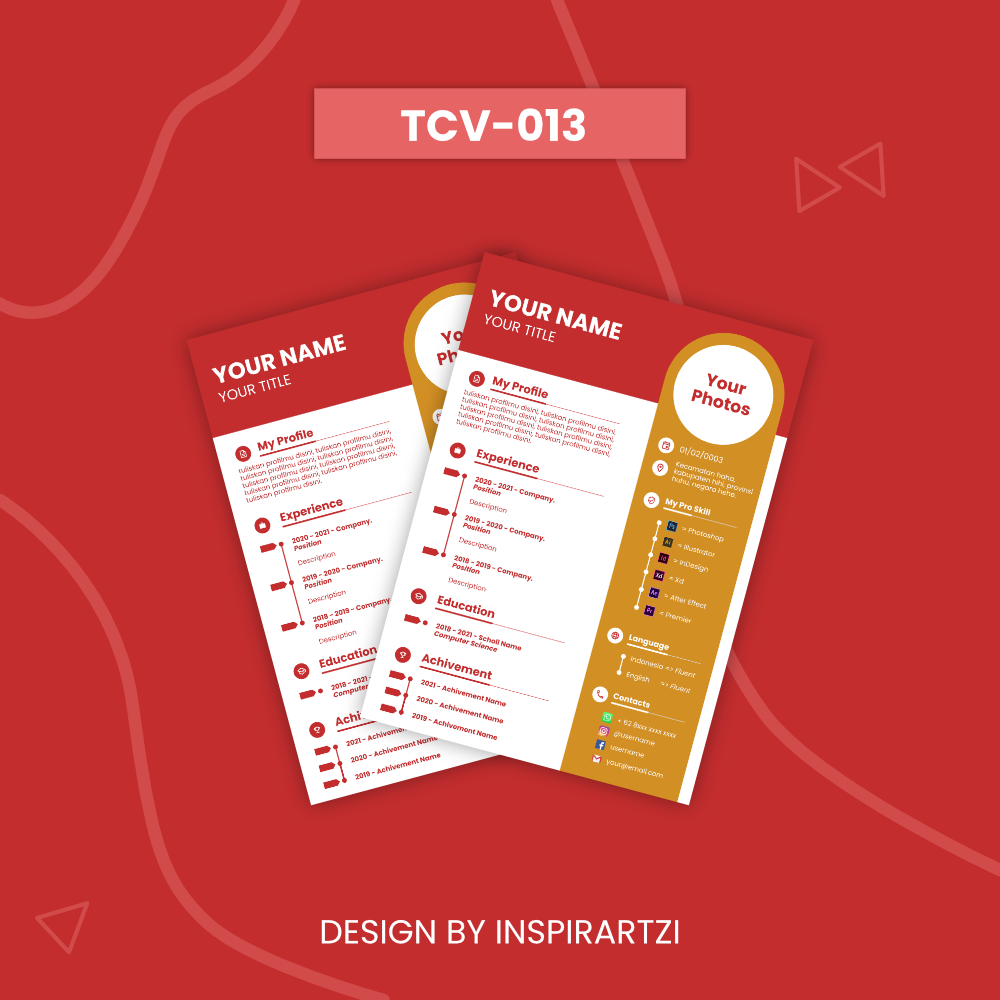 TCV-013
YOUR NAME
YOUR TITLE
My Profile
tuliskan profilmu disini, tuliskan profilmu disini,
tuliskan profilmu disini, tuliskan profilmu disini,
tuliskan profilmu disini, tuliskan profilmu disini,
tuliskan profilmu disini, tuliskan profilmu disini,
tuliskan profilmu disini.
Experience
2020 - 2021 - Company.
Position
Description
2019 - 2020 - Company.
Position
Description
2018 - 2019 - Company
Position
Description
Education
2018 - 2021 -
Computer
Achi
2021 - Achivement
2020 - Achivement Name
2019 - Achivement Name
Yo
Ph
YOUR NAME
YOUR TITLE
My Profile
tuliskan profilmu disini, tuliskan profilmu disini,
tuliskan profilmu disini, tuliskan profilmu disini,
tuliskan profilmu disini, tuliskan profilmu disini,
tuliskan profilmu disini, tuliskan profilmu disini,
tuliskan profilmu disini.
Experience
2020 - 2021 - Company.
Position
Description
2019 - 2020 - Company.
Position
Description
2018 - 2019 - Company.
Position
Description
Education
2018 - 2021 - Scholl Name
Computer Science
Achivement
2021 - Achivement Name
2020 - Achivement Name
2019 - Achivement Name
Your
Photos
01/02/0003
Kecamatan haha,
kabupaten hihi, provinsi
huhu, negara hehe.
My Pro Skill
Ps = Photoshop
Ai = Illustrator
Id = InDesign
Xd = Xd
Ae = After Effect
Pr = Premier
Language
Indonesia => Fluent
English => Fluent
Contacts
+ 62 8xxx xxxx xxxx
@username
username
your@email.com
DESIGN BY INSPIRARTZI